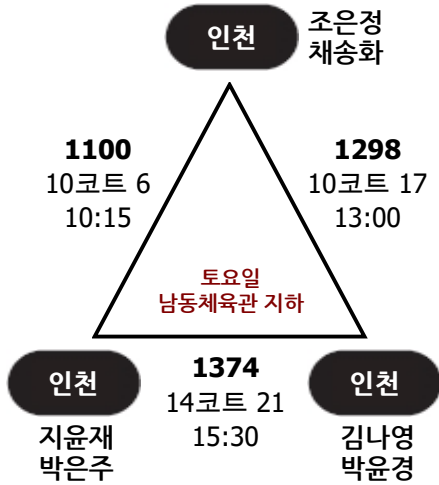 인천
조은정
채송화
1100
10코트 6
10:15
1298
10코트 17
13:00
토요일
남동체육관 지하
인천
지윤재
박은주
1374
14코트 21
15:30
인천
김나영
박윤경